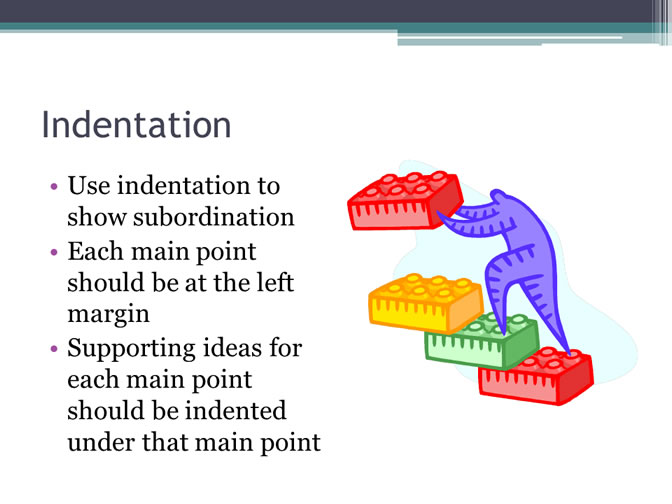 Indentation
• Use indentation to
show subordination
• Each main point
should be at the left
margin
• Supporting ideas for
each main point
should be indented
under that main point